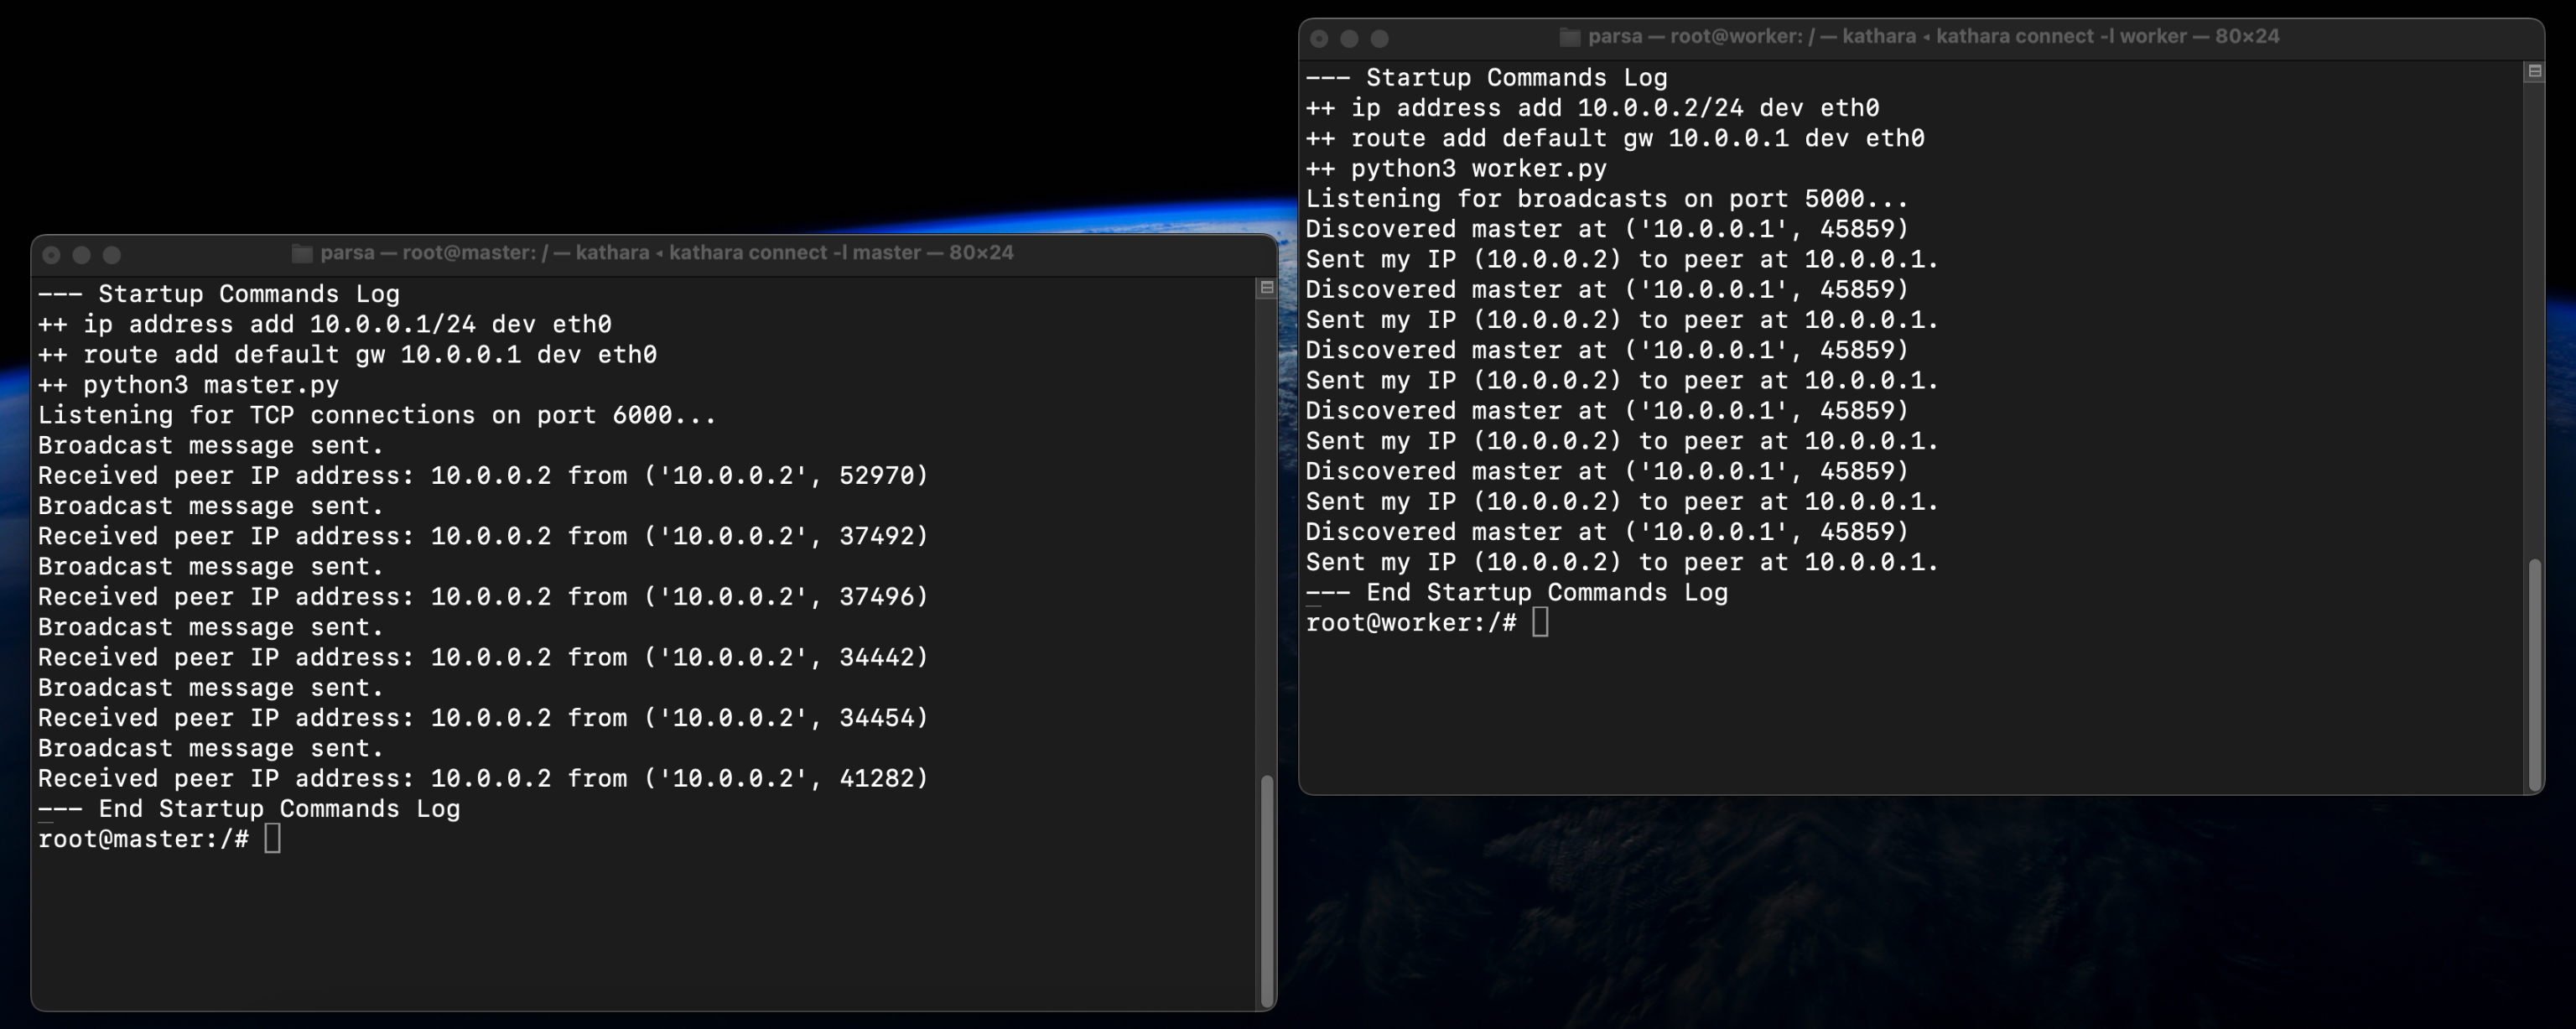 parsa — root@master: / — kathara ◂ kathara connect -l master — 80×24
--- Startup Commands Log
++ ip address add 10.0.0.1/24 dev eth0
++ route add default gw 10.0.0.1 dev eth0
++ python3 master.py
Listening for TCP connections on port 6000...
Broadcast message sent.
Received peer IP address: 10.0.0.2 from ('10.0.0.2', 52970)
Broadcast message sent.
Received peer IP address: 10.0.0.2 from ('10.0.0.2', 37492)
Broadcast message sent.
Received peer IP address: 10.0.0.2 from ('10.0.0.2', 37496)
Broadcast message sent.
Received peer IP address: 10.0.0.2 from ('10.0.0.2', 34442)
Broadcast message sent.
Received peer IP address: 10.0.0.2 from ('10.0.0.2', 34454)
Broadcast message sent.
Received peer IP address: 10.0.0.2 from ('10.0.0.2', 41282)
--- End Startup Commands Log
root@master:/#
parsa — root@worker: / — kathara ◂ kathara connect -l worker — 80×24
--- Startup Commands Log
++ ip address add 10.0.0.2/24 dev eth0
++ route add default gw 10.0.0.1 dev eth0
++ python3 worker.py
Listening for broadcasts on port 5000...
Discovered master at ('10.0.0.1', 45859)
Sent my IP (10.0.0.2) to peer at 10.0.0.1.
Discovered master at ('10.0.0.1', 45859)
Sent my IP (10.0.0.2) to peer at 10.0.0.1.
Discovered master at ('10.0.0.1', 45859)
Sent my IP (10.0.0.2) to peer at 10.0.0.1.
Discovered master at ('10.0.0.1', 45859)
Sent my IP (10.0.0.2) to peer at 10.0.0.1.
Discovered master at ('10.0.0.1', 45859)
Sent my IP (10.0.0.2) to peer at 10.0.0.1.
Discovered master at ('10.0.0.1', 45859)
Sent my IP (10.0.0.2) to peer at 10.0.0.1.
--- End Startup Commands Log
root@worker:/#